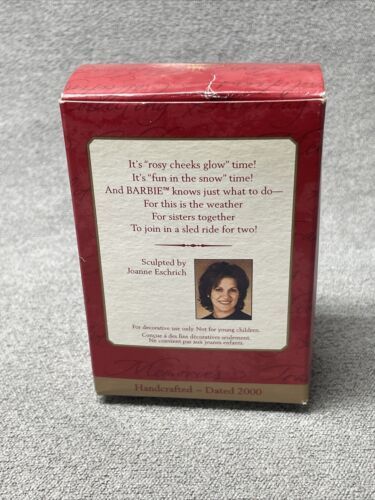 It's "rosy cheeks glow" time!
It's "fun in the snow" time!
And BARBIE™ knows just what to do—
For this is the weather
For sisters together
To join in a sled ride for two!
Sculpted by
Joanne Eschrich
For decorative use only. Not for young children.
Conçue à des fins décoratives seulement.
Ne convient pas aux jeunes enfants.
Handcrafted – Dated 2000